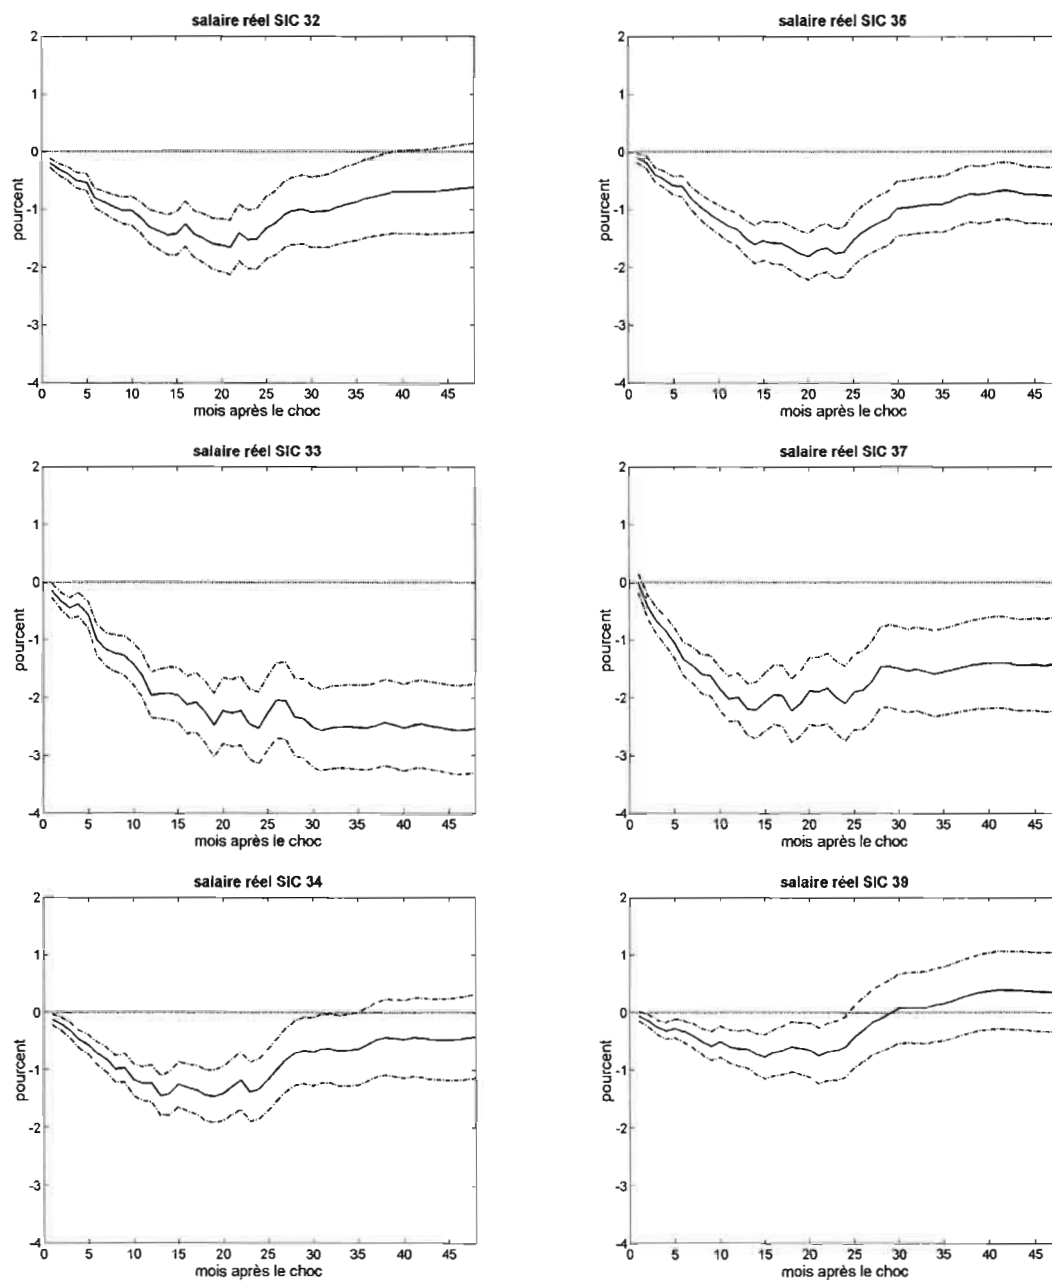 salaire réel SIC 32
2
1
0
-1
-2
-3
-4
pourcent
0 5 10 15 20 25 30 35 40 45
mois après le choc
salaire réel SIC 35
2
1
0
-1
-2
-3
-4
pourcent
0 5 10 15 20 25 30 35 40 45
mois après le choc
salaire réel SIC 33
2
1
0
-1
-2
-3
-4
pourcent
0 5 10 15 20 25 30 35 40 45
mois après le choc
salaire réel SIC 37
2
1
0
-1
-2
-3
-4
pourcent
0 5 10 15 20 25 30 35 40 45
mois après le choc
salaire réel SIC 34
2
1
0
-1
-2
-3
-4
pourcent
0 5 10 15 20 25 30 35 40 45
mois après le choc
salaire réel SIC 39
2
1
0
-1
-2
-3
-4
pourcent
0 5 10 15 20 25 30 35 40 45
mois après le choc